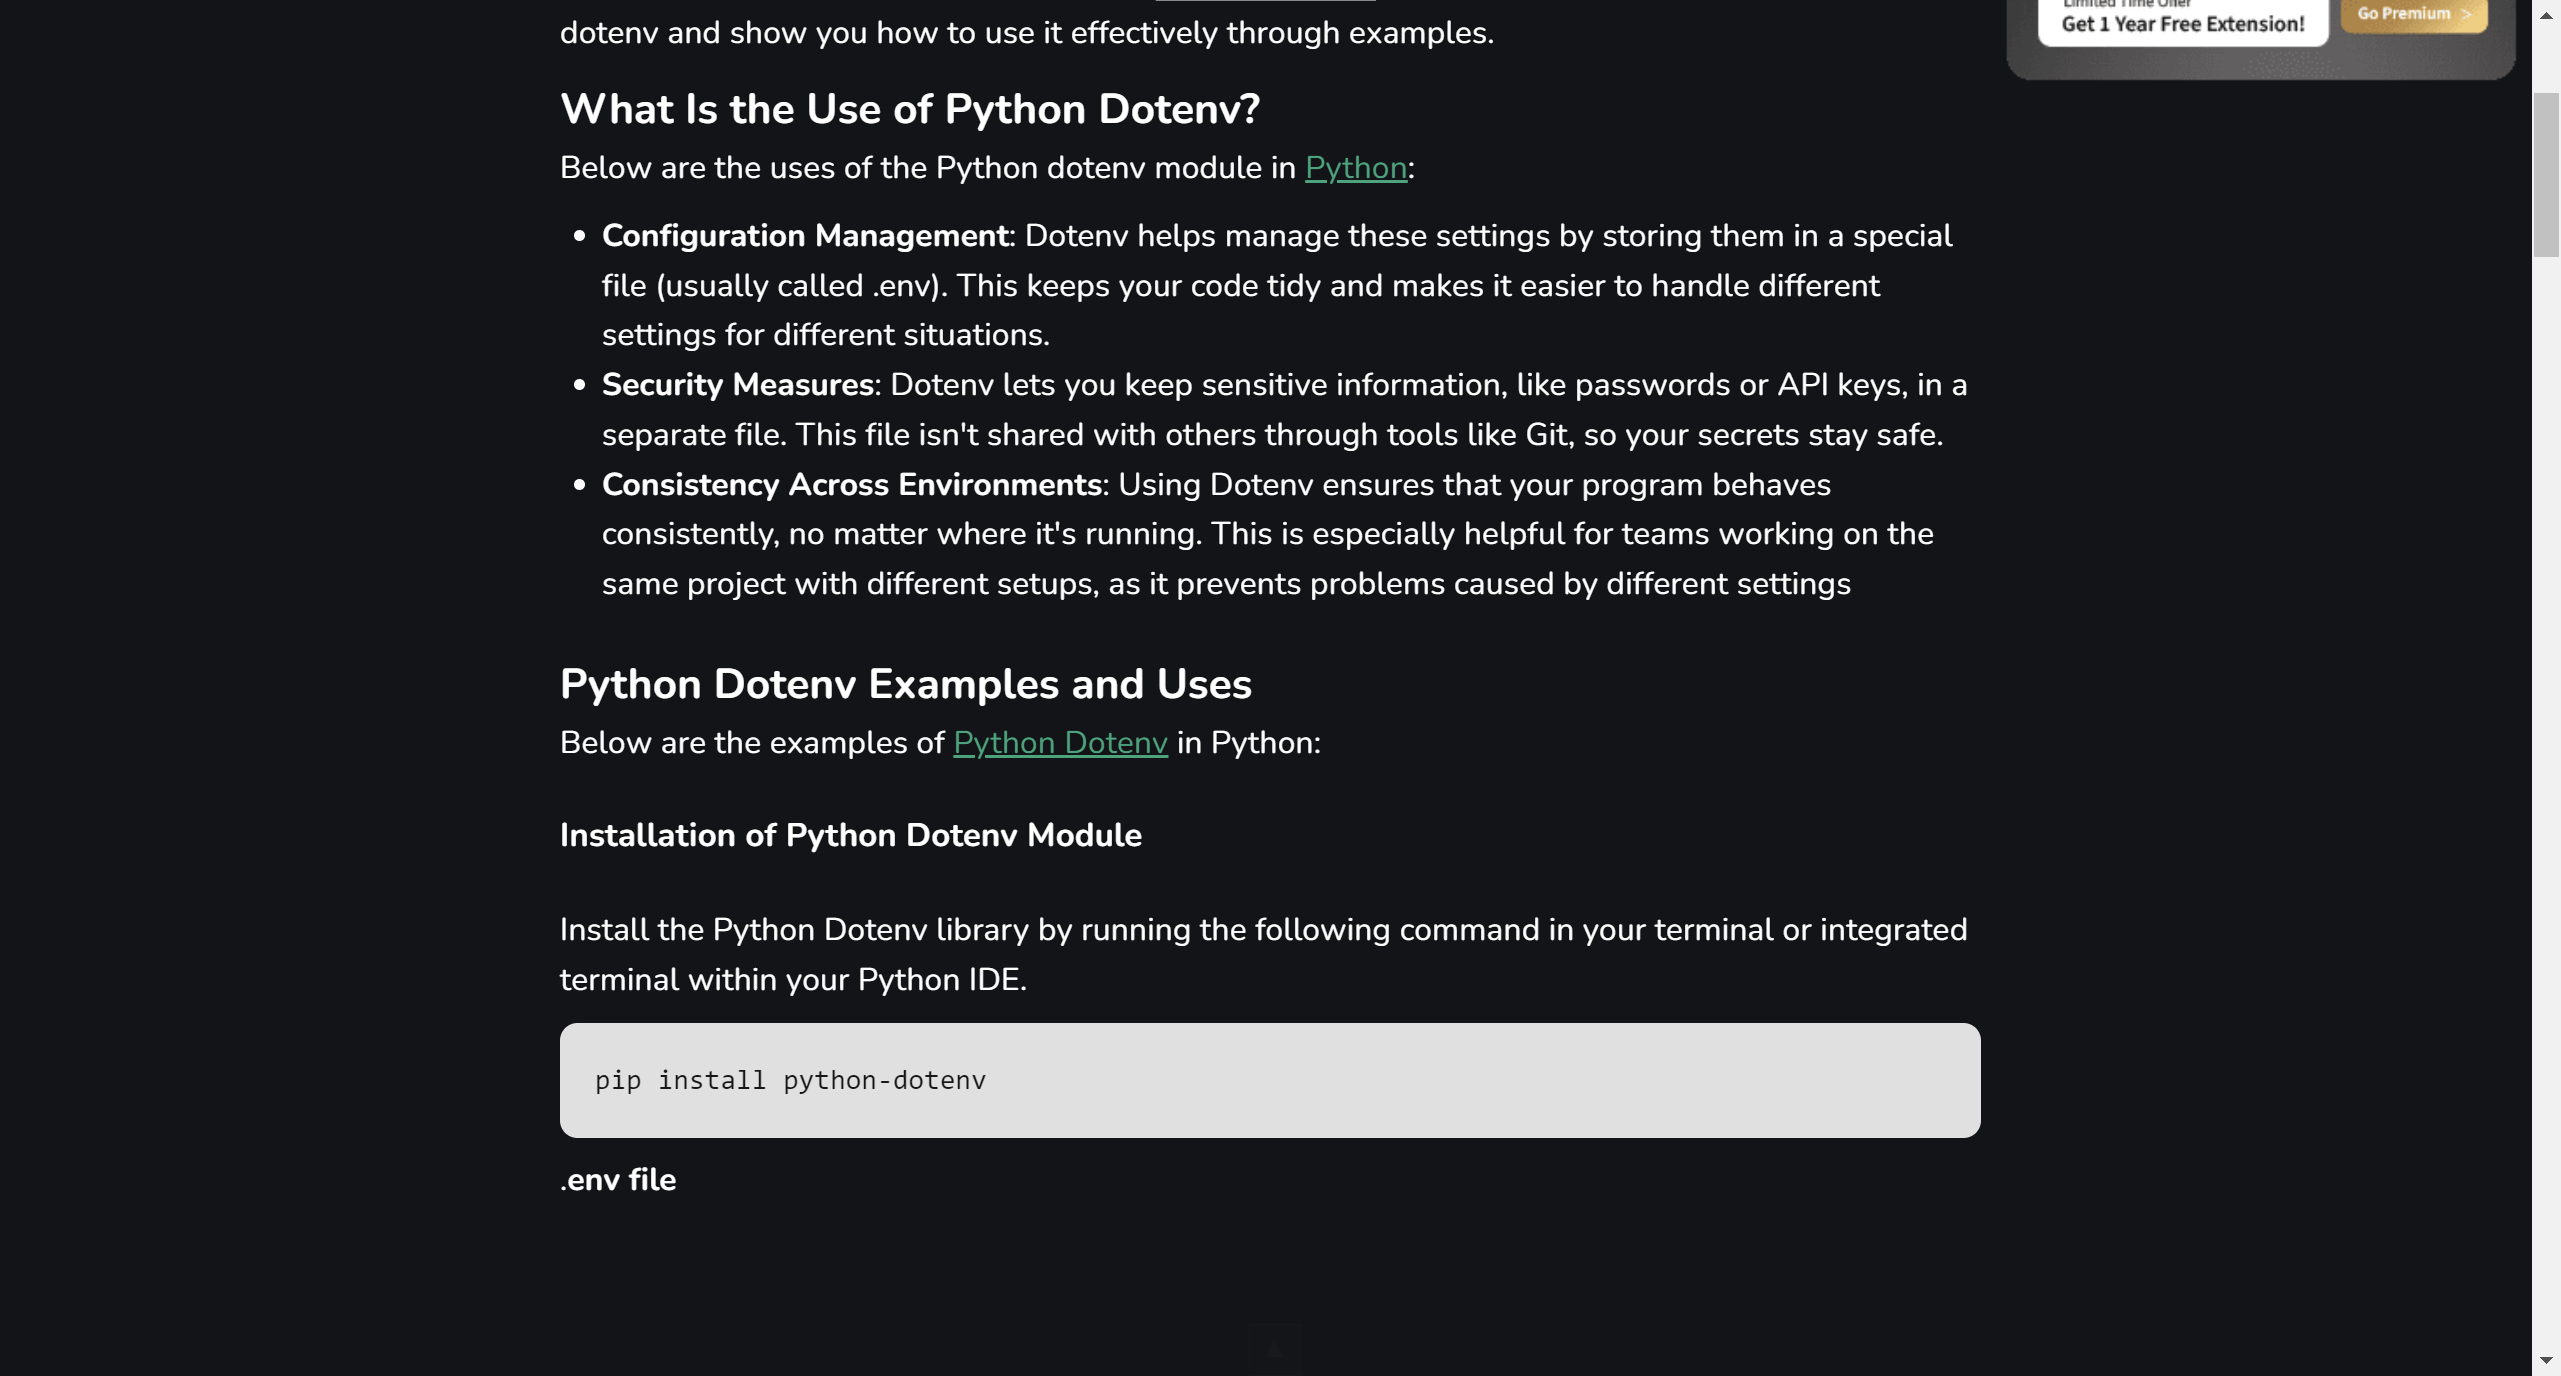 dotenv and show you how to use it effectively through examples.
Limited Time Offer
Get 1 Year Free Extension!
Go Premium >
What Is the Use of Python Dotenv?
Below are the uses of the Python dotenv module in Python:
• Configuration Management: Dotenv helps manage these settings by storing them in a special
file (usually called .env). This keeps your code tidy and makes it easier to handle different
settings for different situations.
• Security Measures: Dotenv lets you keep sensitive information, like passwords or API keys, in a
separate file. This file isn't shared with others through tools like Git, so your secrets stay safe.
• Consistency Across Environments: Using Dotenv ensures that your program behaves
consistently, no matter where it's running. This is especially helpful for teams working on the
same project with different setups, as it prevents problems caused by different settings
Python Dotenv Examples and Uses
Below are the examples of Python Dotenv in Python:
Installation of Python Dotenv Module
Install the Python Dotenv library by running the following command in your terminal or integrated
terminal within your Python IDE.
pip install python-dotenv
.env file